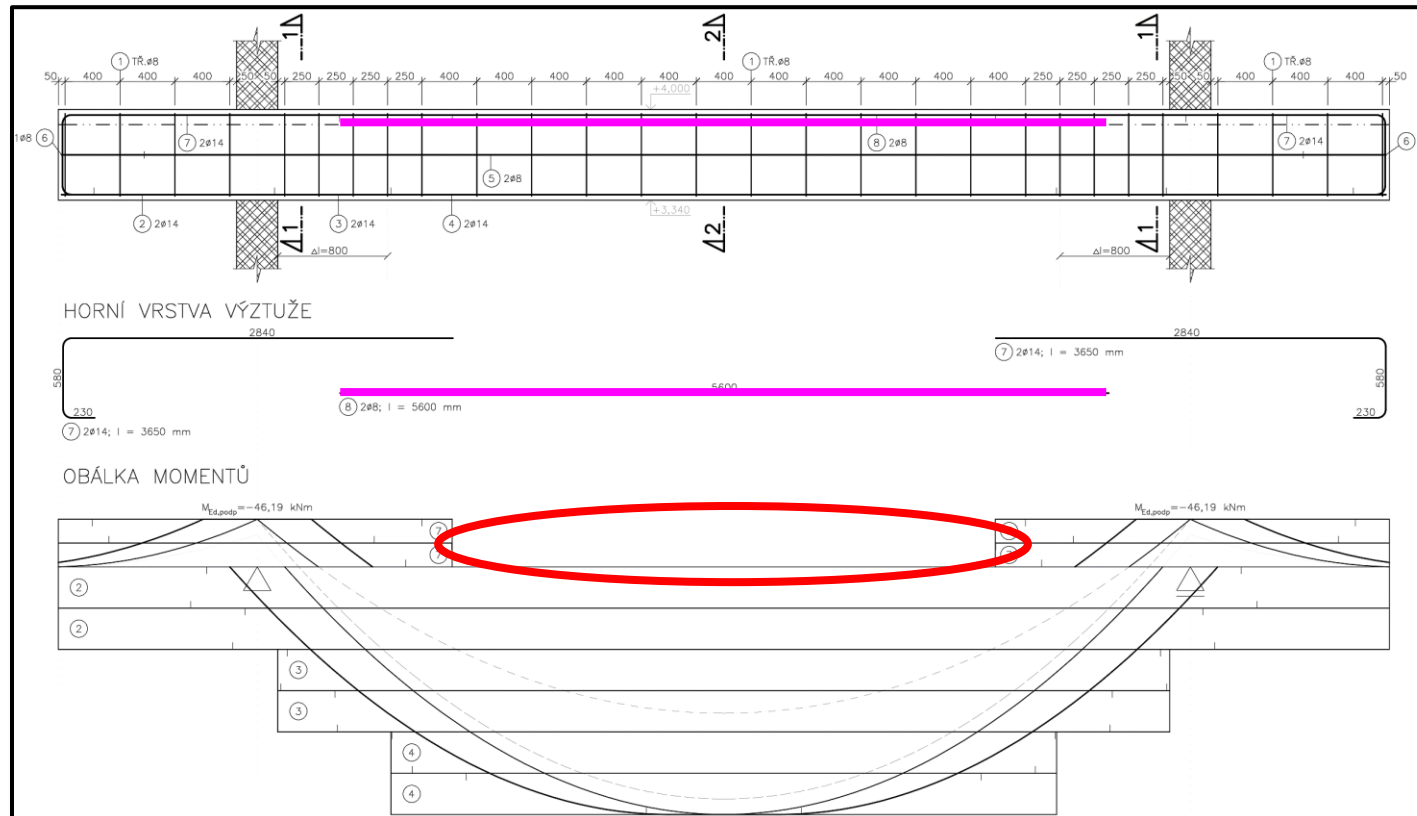 1 2 1
1 TŘ.ø8 1 TŘ.ø8 1 TŘ.ø8
50 400 400 400 250 50 250 250 250 250 400 400 400 400 400 400 400 400 400 400 400 250 250 250 250 50 50 400 400 400 50
+4,000
1ø8 6 7 2ø14 8 2ø8 7 2ø14 6
5 2ø8
2 2ø14 3 2ø14 4 2ø14 +3,340
1 2 1
Δl=800 Δl=800
HORNÍ VRSTVA VÝZTUŽE
2840 2840
7 2ø14; l = 3650 mm
580 5600 580
8 2ø8; l = 5600 mm
230 230
7 2ø14; l = 3650 mm
OBÁLKA MOMENTŮ
MEd,podp=-46,19 kNm MEd,podp=-46,19 kNm
7
7
2
2
3
3
4
4